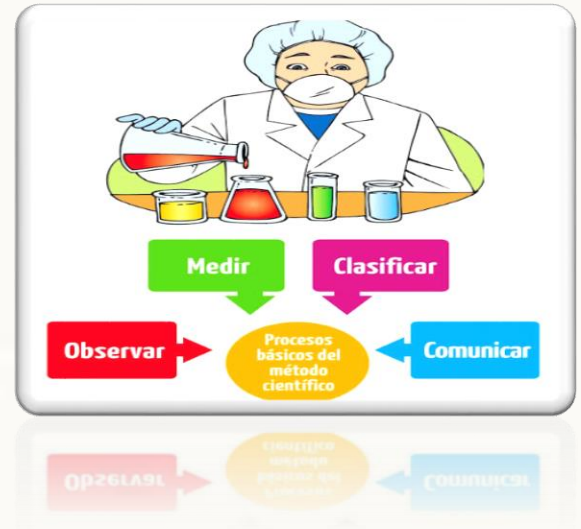 Medir
Clasificar
Observar
Procesos
básicos del
método
científico
Comunicar